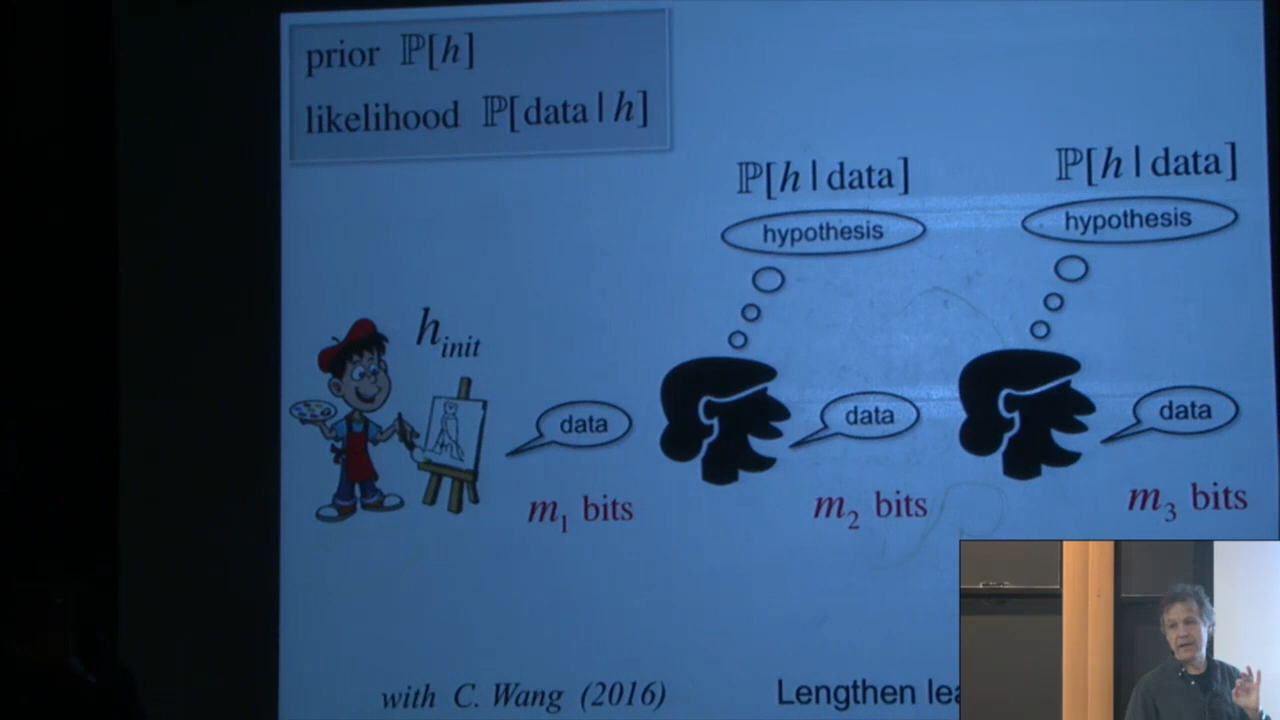 prior ℙ[h]
likelihood ℙ[data | h]
ℙ[h | data]
ℙ[h | data]
hypothesis
hypothesis
h_init
data
data
data
m₁ bits
m₂ bits
m₃ bits
with C. Wang (2016)
Lengthen